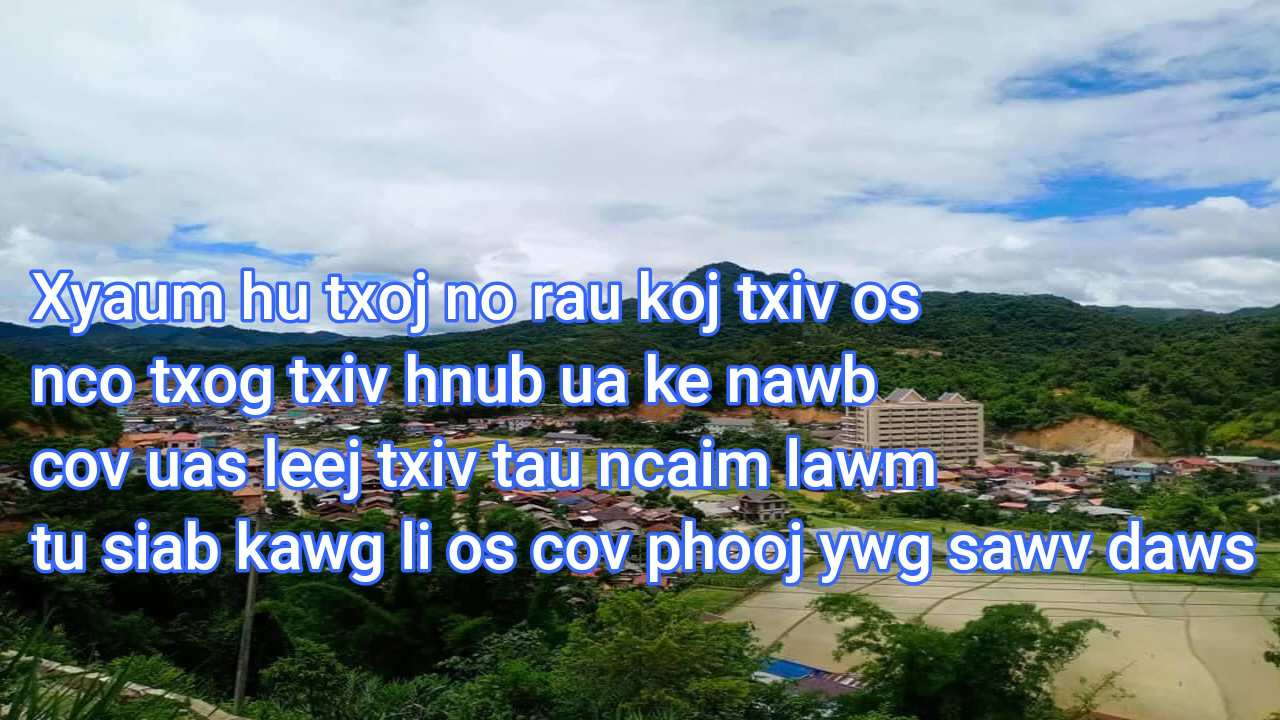 Xyaum hu txoj no rau koj txiv os
nco txog txiv hnub ua ke nawb
cov uas leej txiv tau ncaim lawm
tu siab kawg li os cov phooj ywg sawv daws